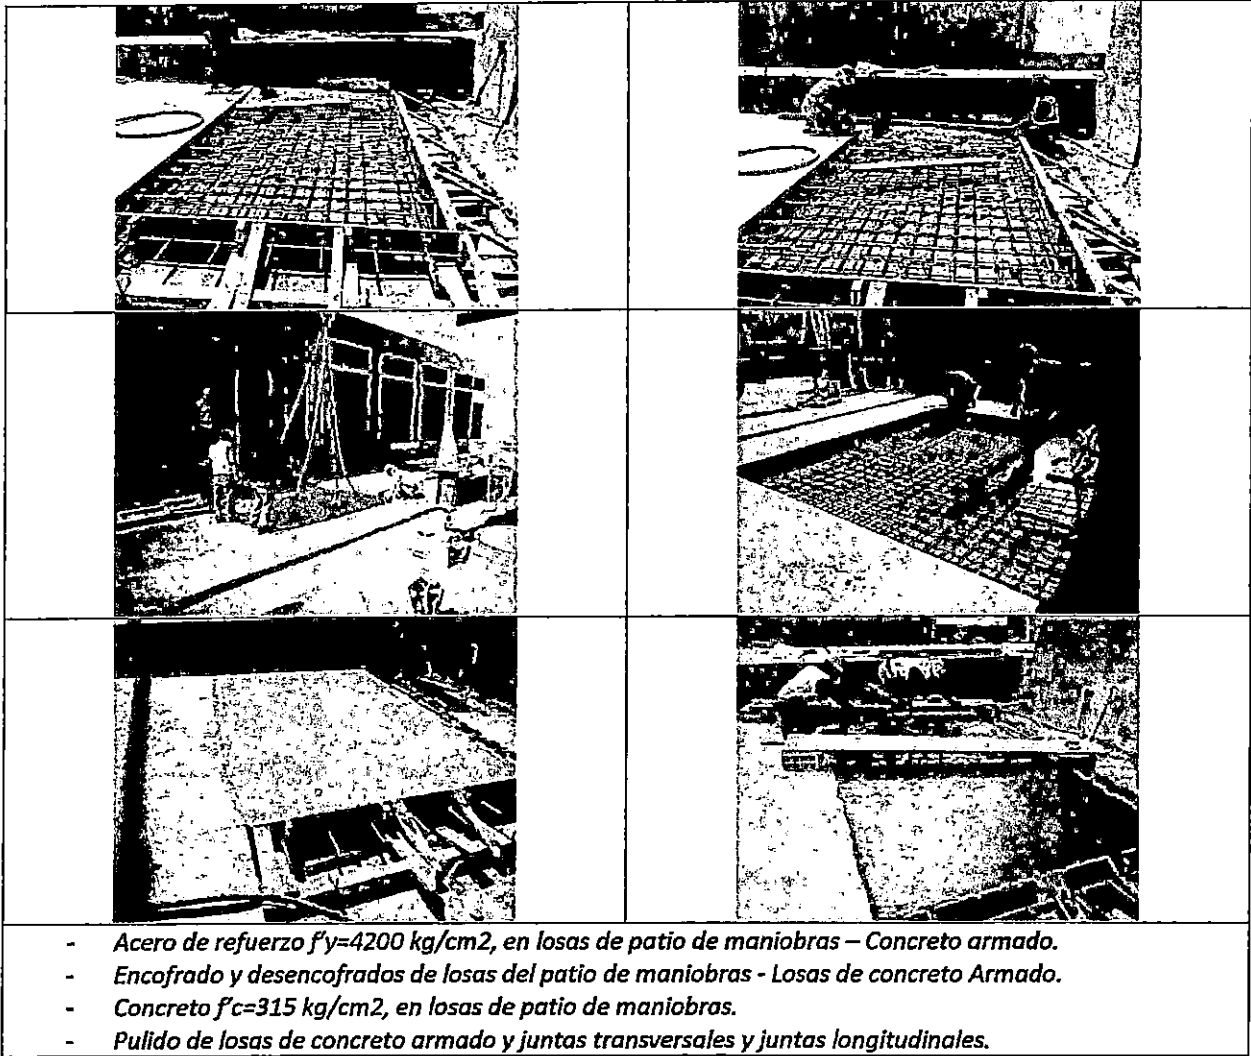 - Acero de refuerzo f'y=4200 kg/cm2, en losas de patio de maniobras – Concreto armado.
- Encofrado y desencofrados de losas del patio de maniobras - Losas de concreto Armado.
- Concreto f'c=315 kg/cm2, en losas de patio de maniobras.
- Pulido de losas de concreto armado y juntas transversales y juntas longitudinales.